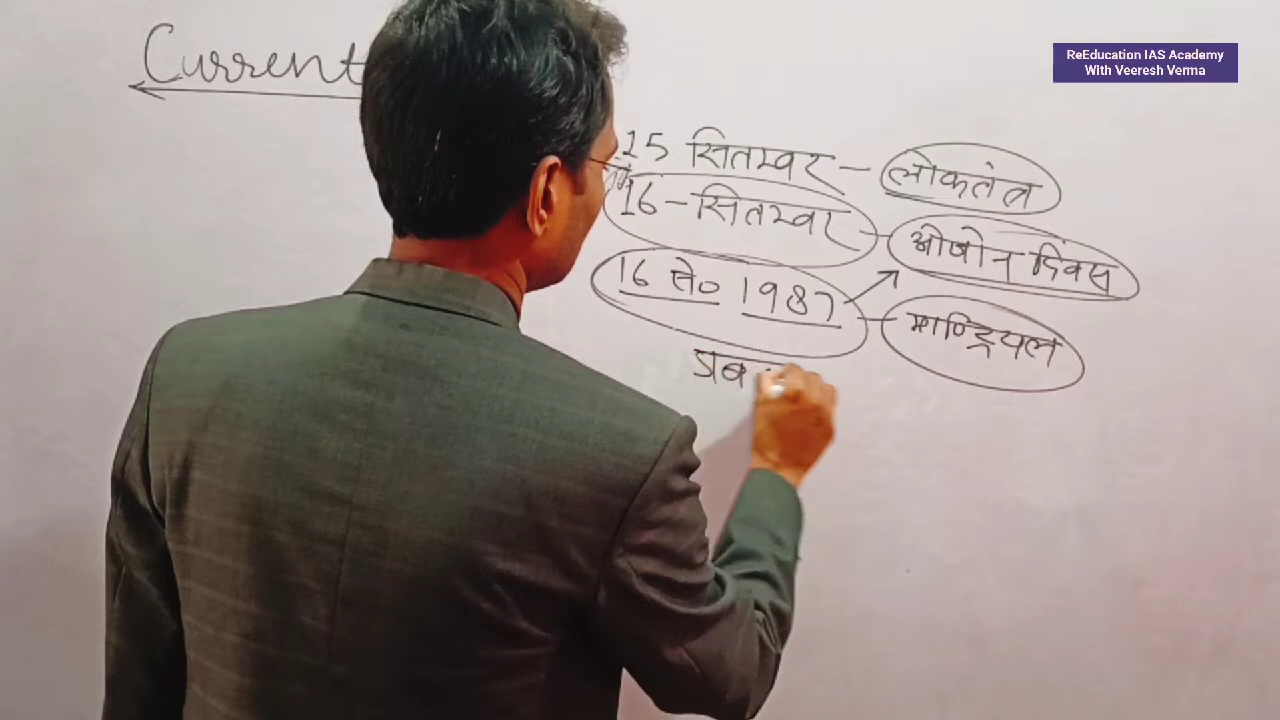 Current
ReEducation IAS Academy
With Veeresh Verma
15 सितम्बर – लोकतंत्र
16 – सितम्बर – ओजोन दिवस
16 से० 1987 – माण्ट्रियल